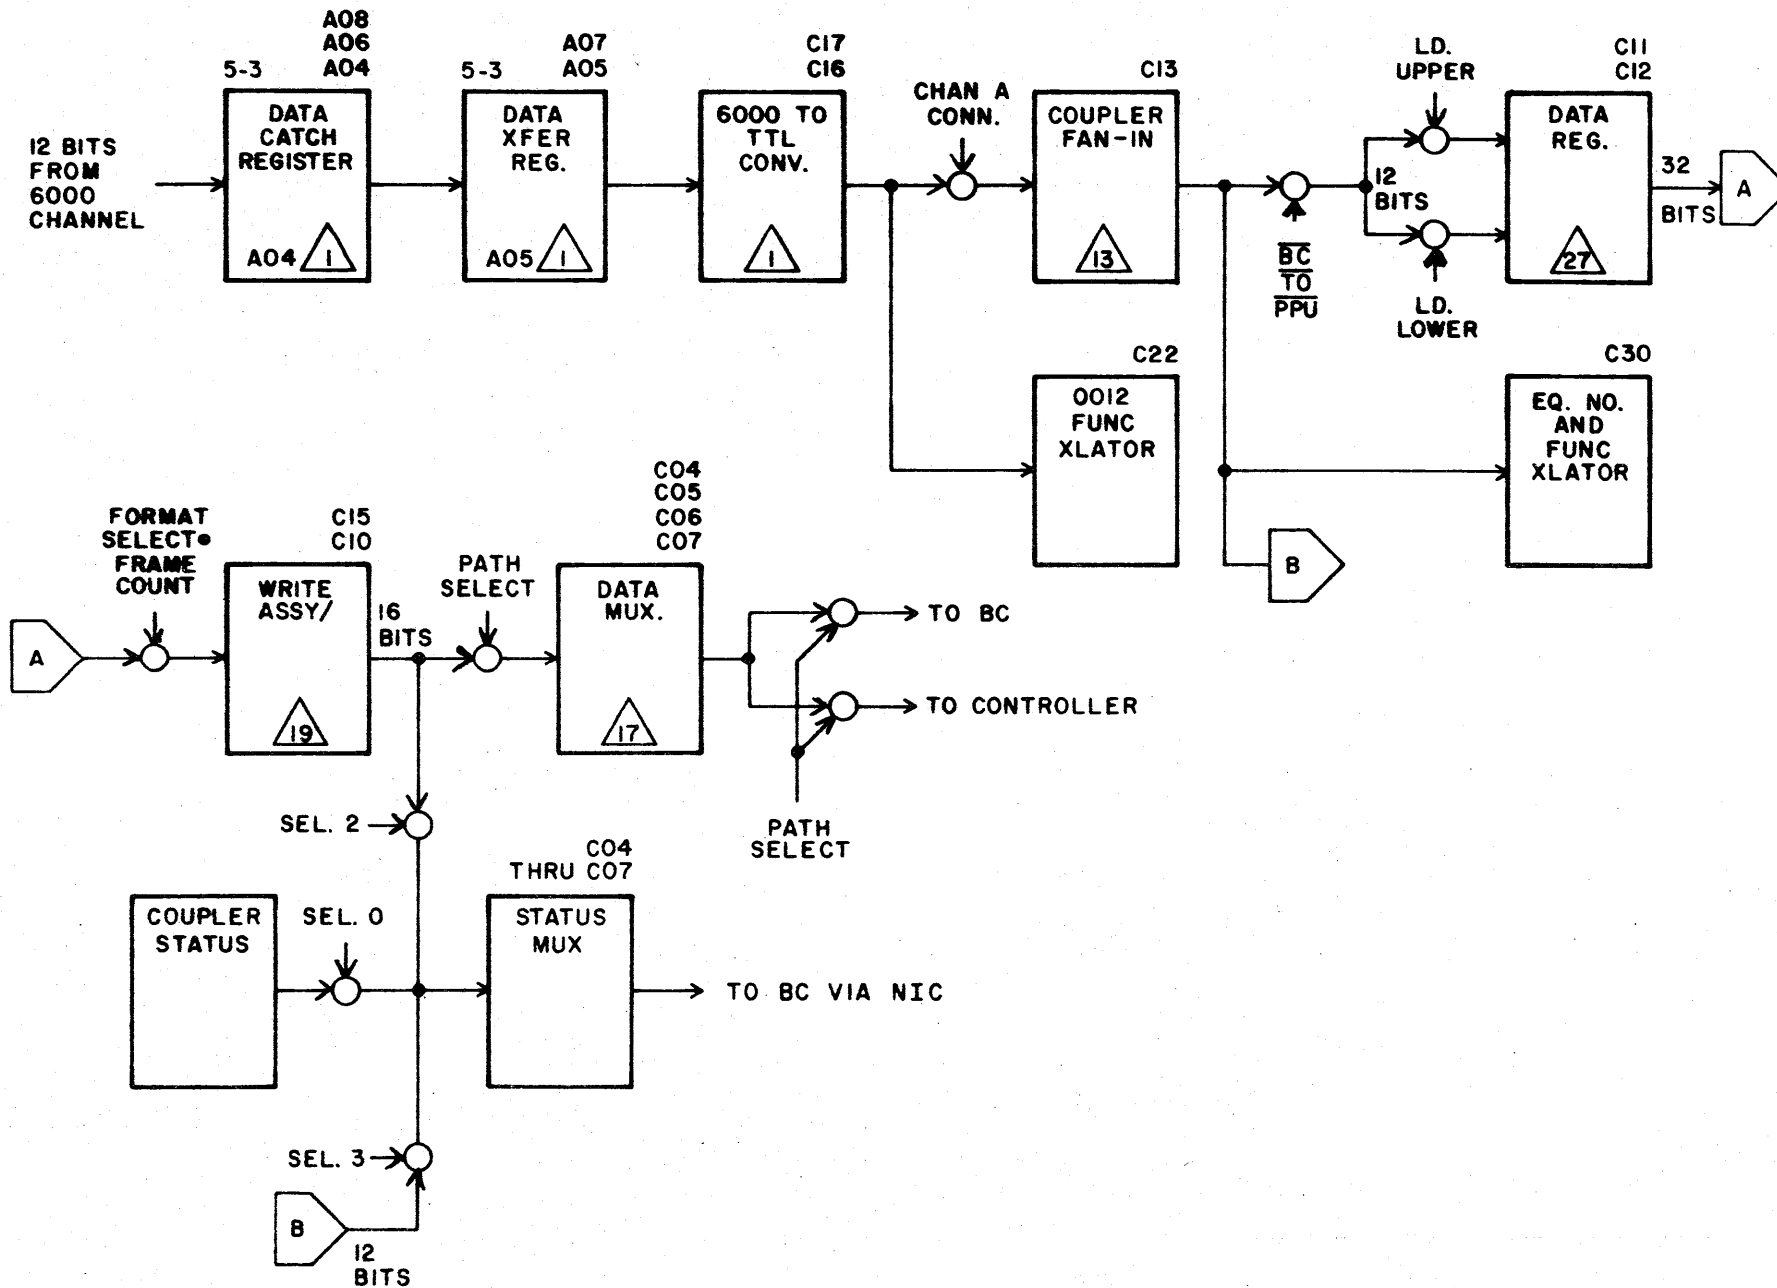 A08
A06
5-3 A04
DATA
CATCH
REGISTER
A04 1
12 BITS
FROM
6000
CHANNEL
A07
5-3 A05
DATA
XFER
REG.
A05 1
C17
C16
6000 TO
TTL
CONV.
1
CHAN A
CONN.
C13
COUPLER
FAN-IN
13
BC
TO
PPU
12
BITS
LD.
UPPER
LD.
LOWER
C11
C12
DATA
REG.
27
32
BITS
A
C22
0012
FUNC
XLATOR
C30
EQ. NO.
AND
FUNC
XLATOR
B
A
FORMAT
SELECT●
FRAME
COUNT
C15
C10
WRITE
ASSY/
19
16
BITS
PATH
SELECT
C04
C05
C06
C07
DATA
MUX.
17
TO BC
TO CONTROLLER
PATH
SELECT
SEL. 2
COUPLER
STATUS
SEL. 0
C04
THRU C07
STATUS
MUX
TO BC VIA NIC
SEL. 3
B
12
BITS